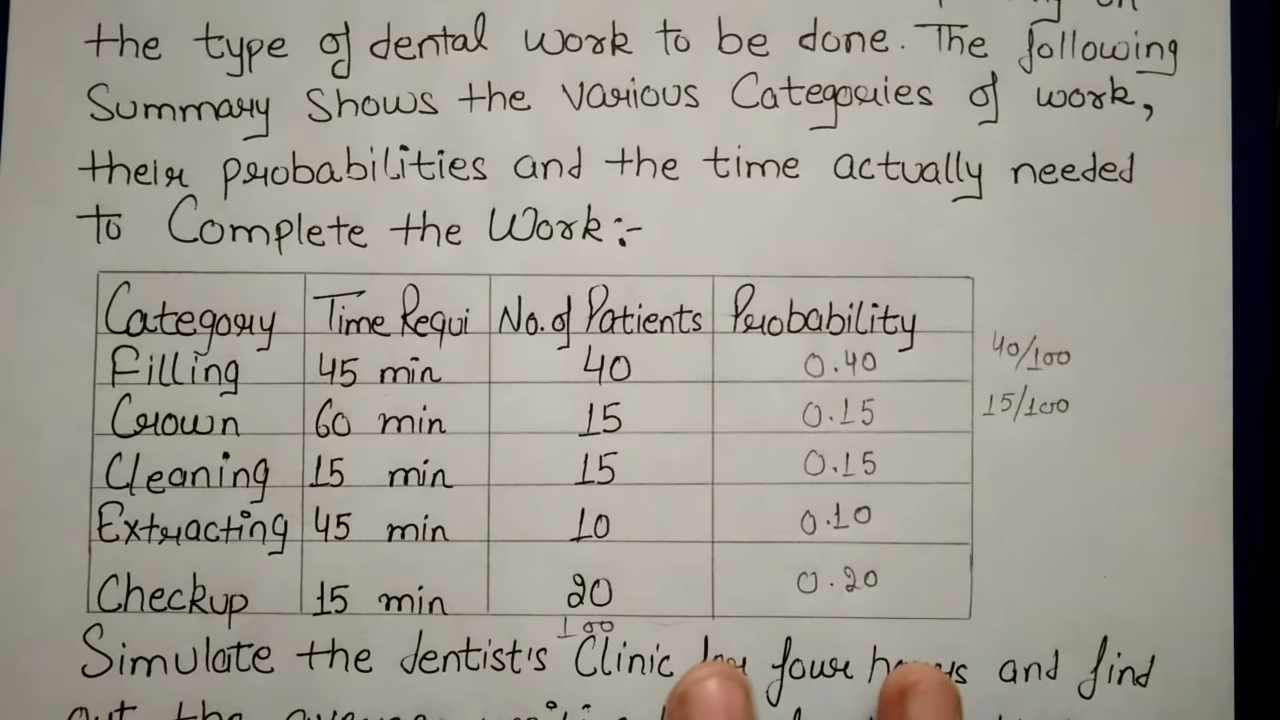 on
the type of dental work to be done. The following
Summary Shows the various Categories of work,
their probabilities and the time actually needed
to Complete the Work:-
Category Time Requi No. of Patients Probability
Filling 45 min 40 0.40 40/100
Crown 60 min 15 0.15 15/100
Cleaning 15 min 15 0.15
Extracting 45 min 10 0.10
Checkup 15 min 20 0.20
100
Simulate the dentist's Clinic four and find
out the